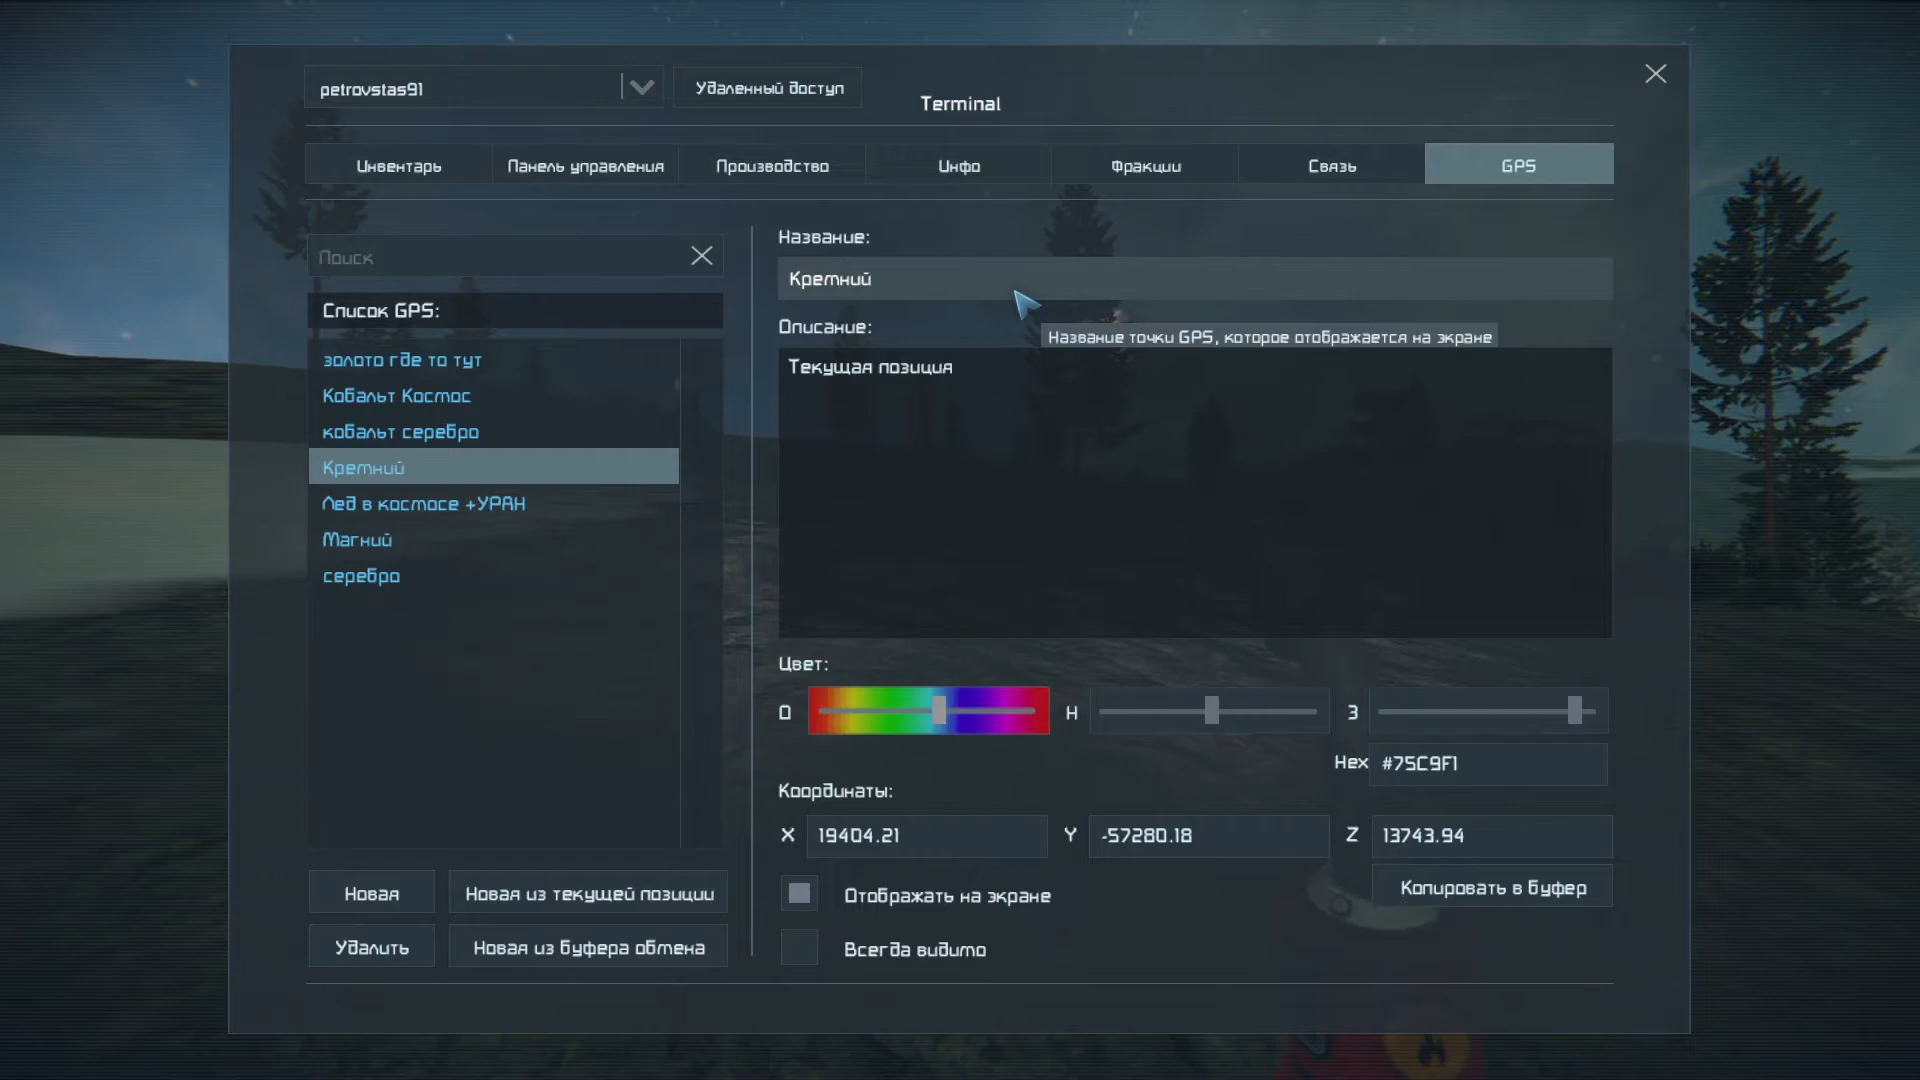 petrovstas91
Удаленный доступ
Terminal
Инвентарь
Панель управления
Производство
Инфо
Фракции
Связь
GPS
Поиск
Список GPS:
золото где то тут
Кобальт Космос
кобальт серебро
Кремний
Лед в космосе +УРАН
Магний
серебро
Новая
Новая из текущей позиции
Удалить
Новая из буфера обмена
Название:
Кремний
Описание:
Название точки GPS, которое отображается на экране
Текущая позиция
Цвет:
О
Н
З
Hex #75C9F1
Координаты:
X 19404.21 Y -57280.18 Z 13743.94
Отображать на экране
Копировать в буфер
Всегда видимо